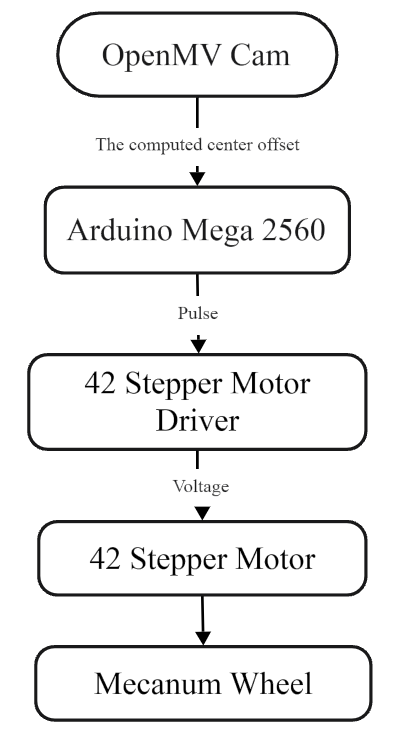 OpenMV Cam
The computed center offset
Arduino Mega 2560
Pulse
42 Stepper Motor
Driver
Voltage
42 Stepper Motor
Mecanum Wheel